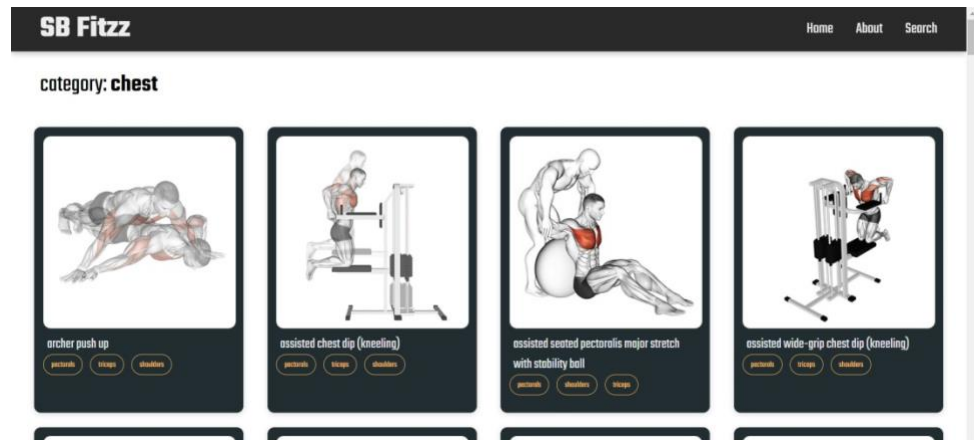 SB Fitzz
Home About Search
category: chest
archer push up
pectorals triceps shoulders
assisted chest dip (kneeling)
pectorals triceps shoulders
assisted seated pectoralis major stretch
with stability ball
pectorals shoulders triceps
assisted wide-grip chest dip (kneeling)
pectorals triceps shoulders